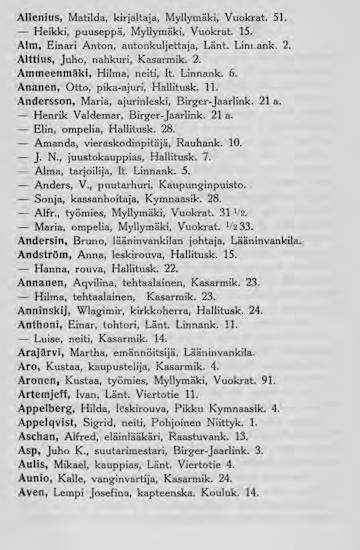 Allenius, Matilda, kirjaltaja, Myllymäki, Vuokrat. 51.
— Heikki, puuseppä, Myllymäki, Vuokrat. 15.
Alm, Einari Anton, autonkuljettaja, Länt. Linnank. 2.
Alttius, Juho, nahkuri, Kasarmik. 2.
Ammeenmäki, Hilma, neiti, It. Linnank. 6.
Ananen, Otto, pika-ajuri, Hallitusk. 11.
Andersson, Maria, ajurinleski, Birger-Jaarlink. 21 a.
— Henrik Valdemar, Birger-Jaarlink. 21 a.
— Elin, ompelia, Hallitusk. 28.
— Amanda, vieraskodinpitäjä, Rauhank. 10.
— J. N., juustokauppias, Hallitusk. 7.
— Alma, tarjoilija, It. Linnank. 5.
— Anders, V., puutarhuri, Kaupunginpuisto.
— Sonja, kassanhoitaja, Kymnaasik. 28.
— Alfr., työmies, Myllymäki, Vuokrat. 31 1/2.
— Maria, ompelia, Myllymäki, Vuokrat. 1/2 33.
Andersin, Bruno, lääninvankilan johtaja, Lääninvankila.
Andström, Anna, leskirouva, Hallitusk. 15.
— Hanna, rouva, Hallitusk. 22.
Annanen, Aqvilina, tehtaalainen, Kasarmik. 23.
— Hilma, tehtaalainen, Kasarmik. 23.
Anninskij, Wlagimir, kirkkoherra, Hallitusk. 24.
Anthoni, Einar, tohtori, Länt. Linnank. 11.
— Luise, neiti, Kasarmik. 14.
Arajärvi, Martha, emännöitsijä, Lääninvankila.
Aro, Kustaa, kaupustelija, Kasarmik. 4.
Aronen, Kustaa, työmies, Myllymäki, Vuokrat. 91.
Artemjeff, Ivan, Länt. Viertotie 11.
Appelberg, Hilda, leskirouva, Pikku Kymnaasik. 4.
Appelqvist, Sigrid, neiti, Pohjoinen Niittyk. 1.
Aschan, Alfred, eläinlääkäri, Raastuvank. 13.
Asp, Juho K., suutarimestari, Birger-Jaarlink. 3.
Aulis, Mikael, kauppias, Länt. Viertotie 4.
Aunio, Kalle, vanginvartija, Kasarmik. 24.
Aven, Lempi Josefina, kapteenska. Kouluk. 14.